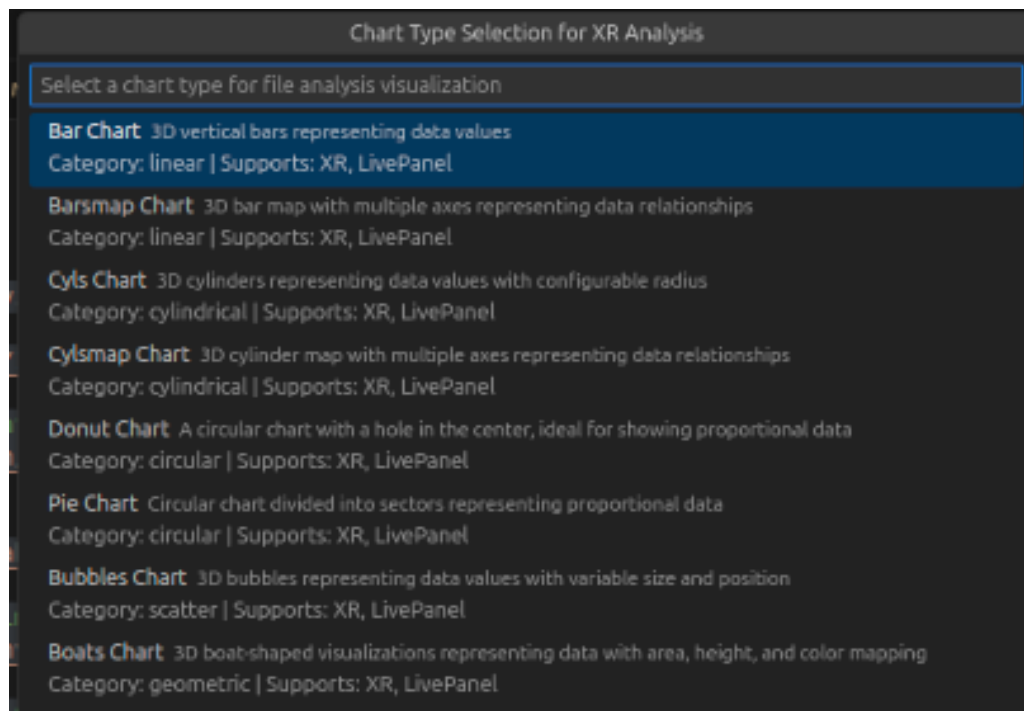 Chart Type Selection for XR Analysis
Select a chart type for file analysis visualization
Bar Chart 3D vertical bars representing data values
Category: linear | Supports: XR, LivePanel
Barsmap Chart 3D bar map with multiple axes representing data relationships
Category: linear | Supports: XR, LivePanel
Cyls Chart 3D cylinders representing data values with configurable radius
Category: cylindrical | Supports: XR, LivePanel
Cylsmap Chart 3D cylinder map with multiple axes representing data relationships
Category: cylindrical | Supports: XR, LivePanel
Donut Chart A circular chart with a hole in the center, ideal for showing proportional data
Category: circular | Supports: XR, LivePanel
Pie Chart Circular chart divided into sectors representing proportional data
Category: circular | Supports: XR, LivePanel
Bubbles Chart 3D bubbles representing data values with variable size and position
Category: scatter | Supports: XR, LivePanel
Boats Chart 3D boat-shaped visualizations representing data with area, height, and color mapping
Category: geometric | Supports: XR, LivePanel